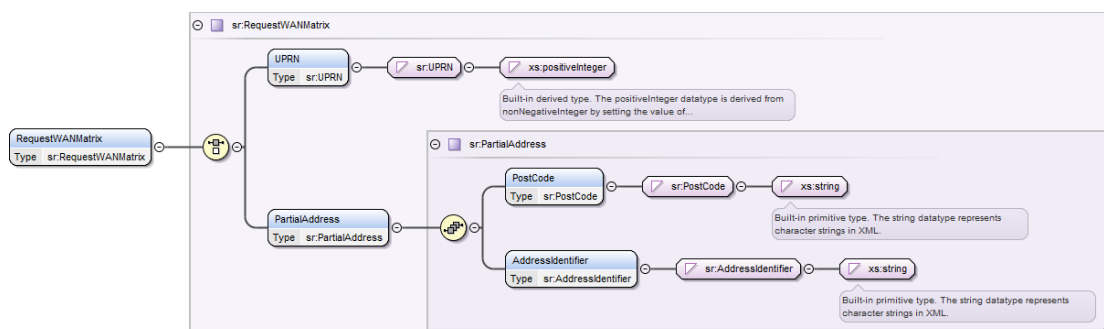 sr:RequestWANMatrix
UPRN
Type sr:UPRN
sr:UPRN
xs:positiveInteger
Built-in derived type. The positiveInteger datatype is derived from
nonNegativeInteger by setting the value of...
RequestWANMatrix
Type sr:RequestWANMatrix
sr:PartialAddress
PostCode
Type sr:PostCode
sr:PostCode
xs:string
Built-in primitive type. The string datatype represents
character strings in XML.
PartialAddress
Type sr:PartialAddress
AddressIdentifier
Type sr:AddressIdentifier
sr:AddressIdentifier
xs:string
Built-in primitive type. The string datatype represents
character strings in XML.